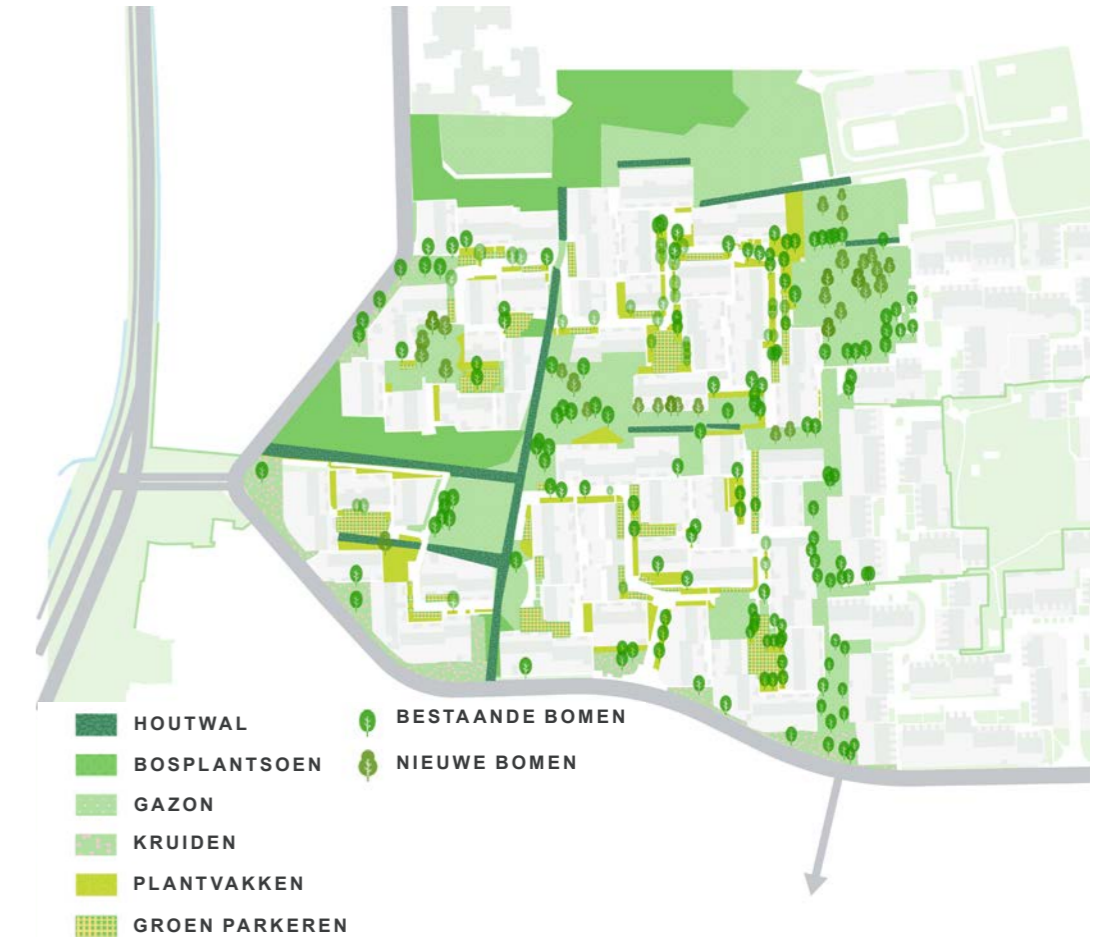 HOUTWAL
BOSPLANTSOEN
GAZON
KRUIDEN
PLANTVAKKEN
GROEN PARKEREN
BESTAANDE BOMEN
NIEUWE BOMEN